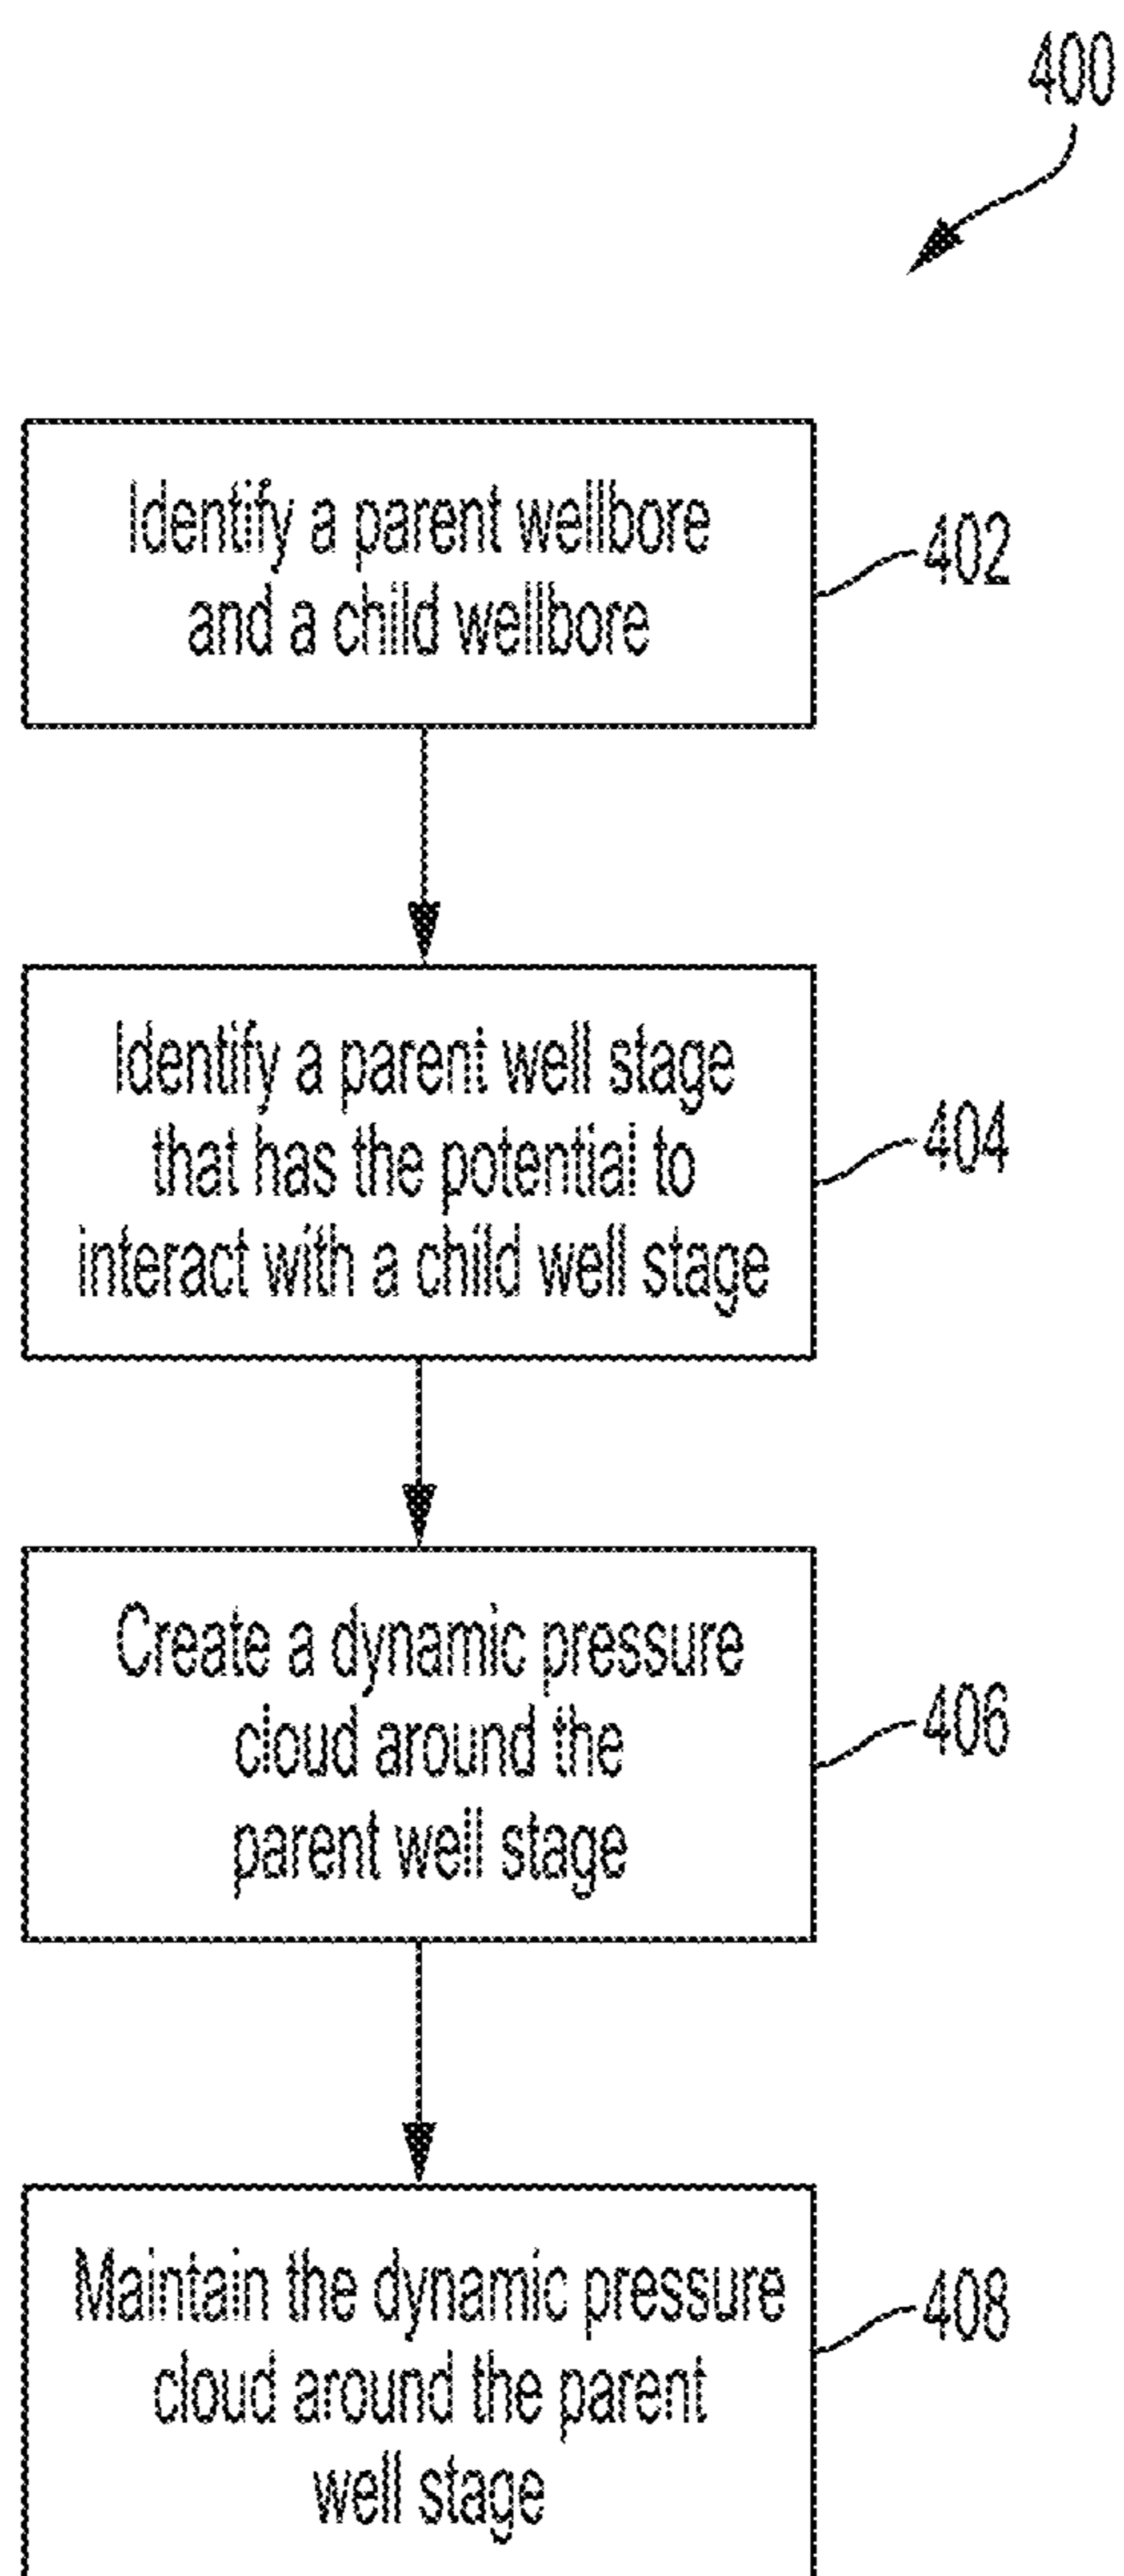 400
Identify a parent wellbore
and a child wellbore
402
Identify a parent well stage
that has the potential to
interact with a child well stage
404
Create a dynamic pressure
cloud around the
parent well stage
406
Maintain the dynamic pressure
cloud around the parent
well stage
408